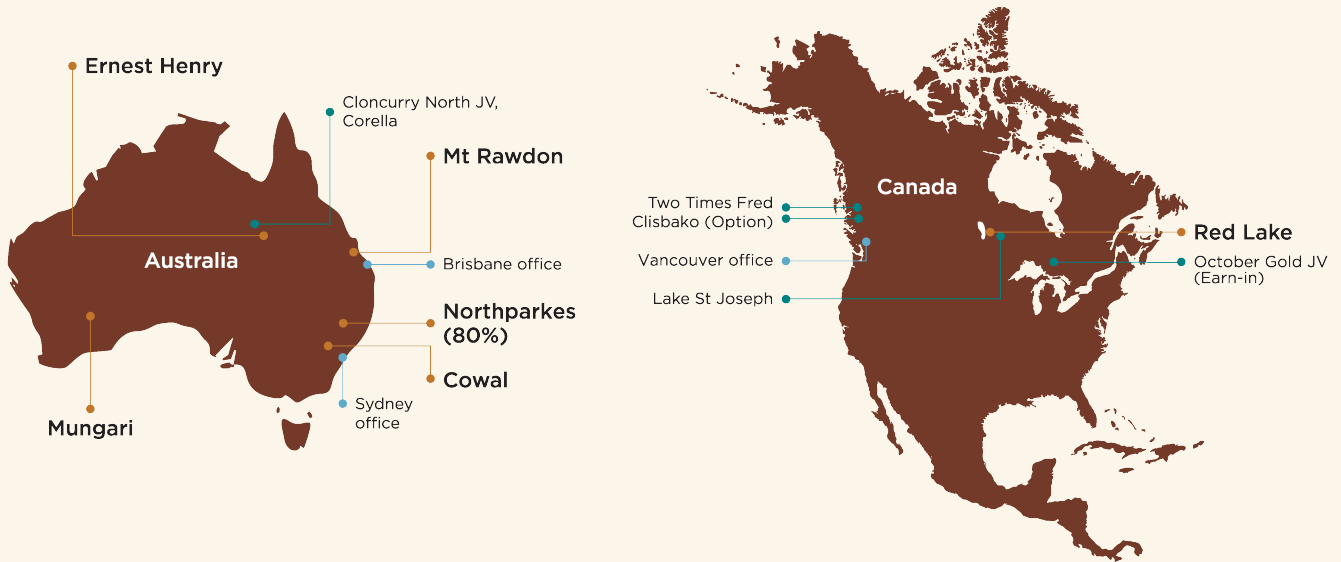 Ernest Henry
Cloncurry North JV,
Corella
Mt Rawdon
Australia
Brisbane office
Northparkes
(80%)
Cowal
Sydney
office
Mungari
Canada
Two Times Fred
Clisbako (Option)
Vancouver office
Lake St Joseph
Red Lake
October Gold JV
(Earn-in)